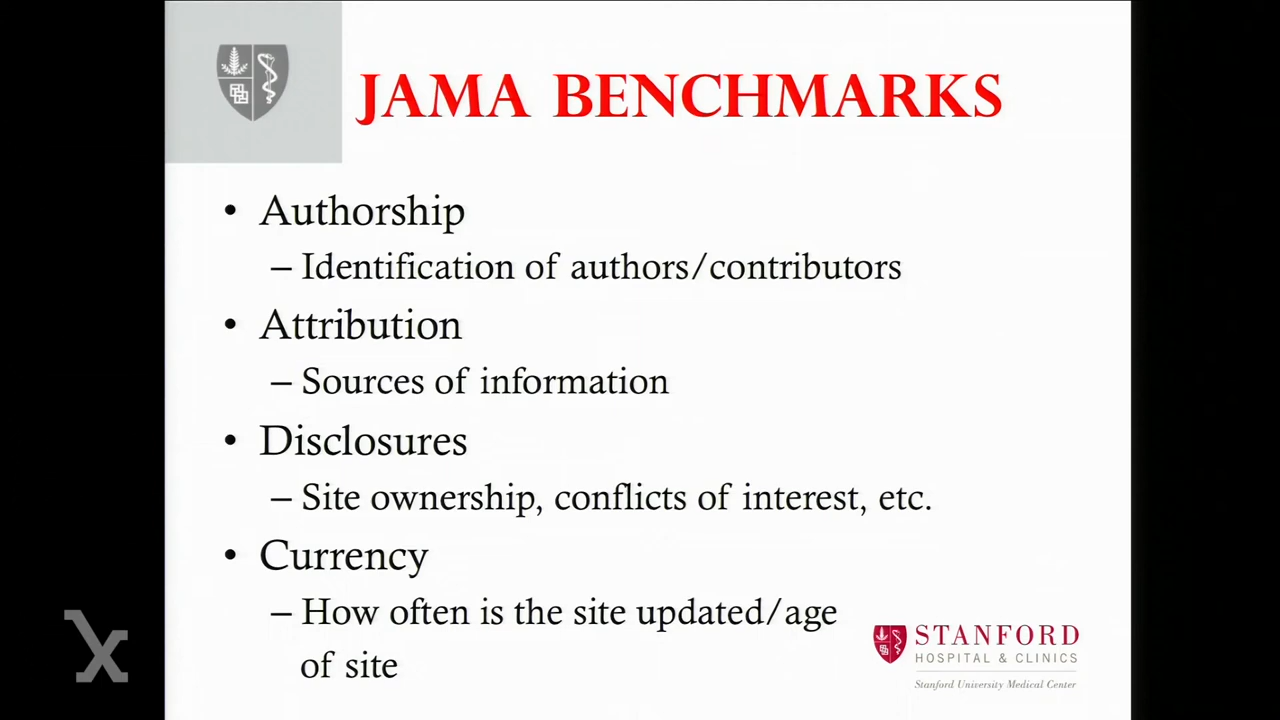 JAMA BENCHMARKS
• Authorship
– Identification of authors/contributors
• Attribution
– Sources of information
• Disclosures
– Site ownership, conflicts of interest, etc.
• Currency
– How often is the site updated/age
of site
STANFORD
HOSPITAL & CLINICS
Stanford University Medical Center